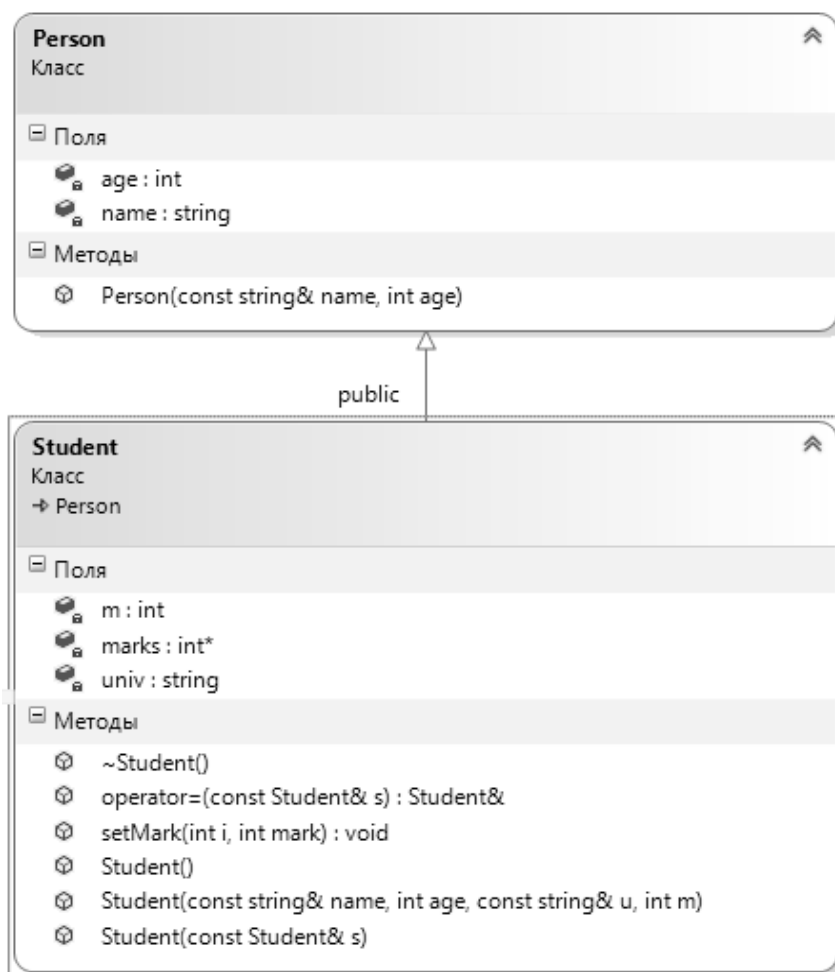 Person
Класс
Поля
age : int
name : string
Методы
Person(const string& name, int age)
public
Student
Класс
Person
Поля
m : int
marks : int*
univ : string
Методы
~Student()
operator=(const Student& s) : Student&
setMark(int i, int mark) : void
Student()
Student(const string& name, int age, const string& u, int m)
Student(const Student& s)